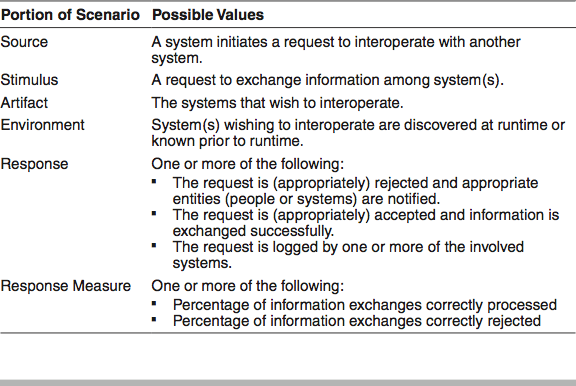 Portion of Scenario Possible Values
Source A system initiates a request to interoperate with another
system.
Stimulus A request to exchange information among system(s).
Artifact The systems that wish to interoperate.
Environment System(s) wishing to interoperate are discovered at runtime or
known prior to runtime.
Response One or more of the following:
▪ The request is (appropriately) rejected and appropriate
entities (people or systems) are notified.
▪ The request is (appropriately) accepted and information is
exchanged successfully.
▪ The request is logged by one or more of the involved
systems.
Response Measure One or more of the following:
▪ Percentage of information exchanges correctly processed
▪ Percentage of information exchanges correctly rejected